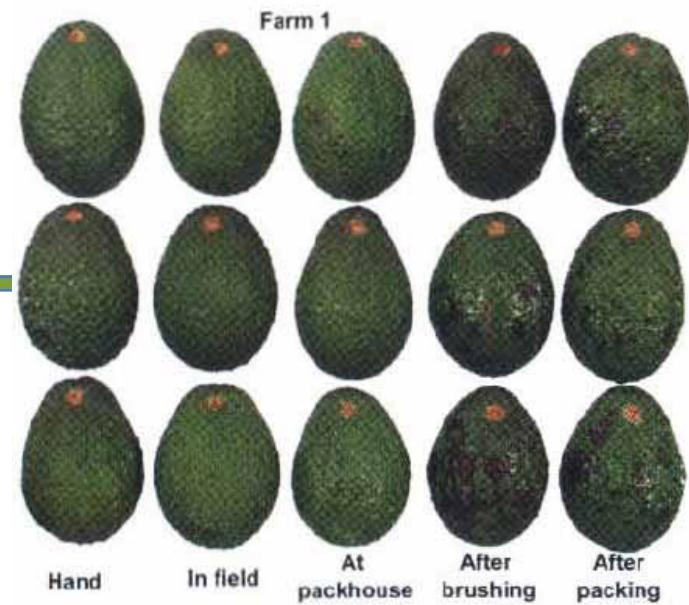 Farm 1
Hand
In field
At
packhouse
After
brushing
After
packing